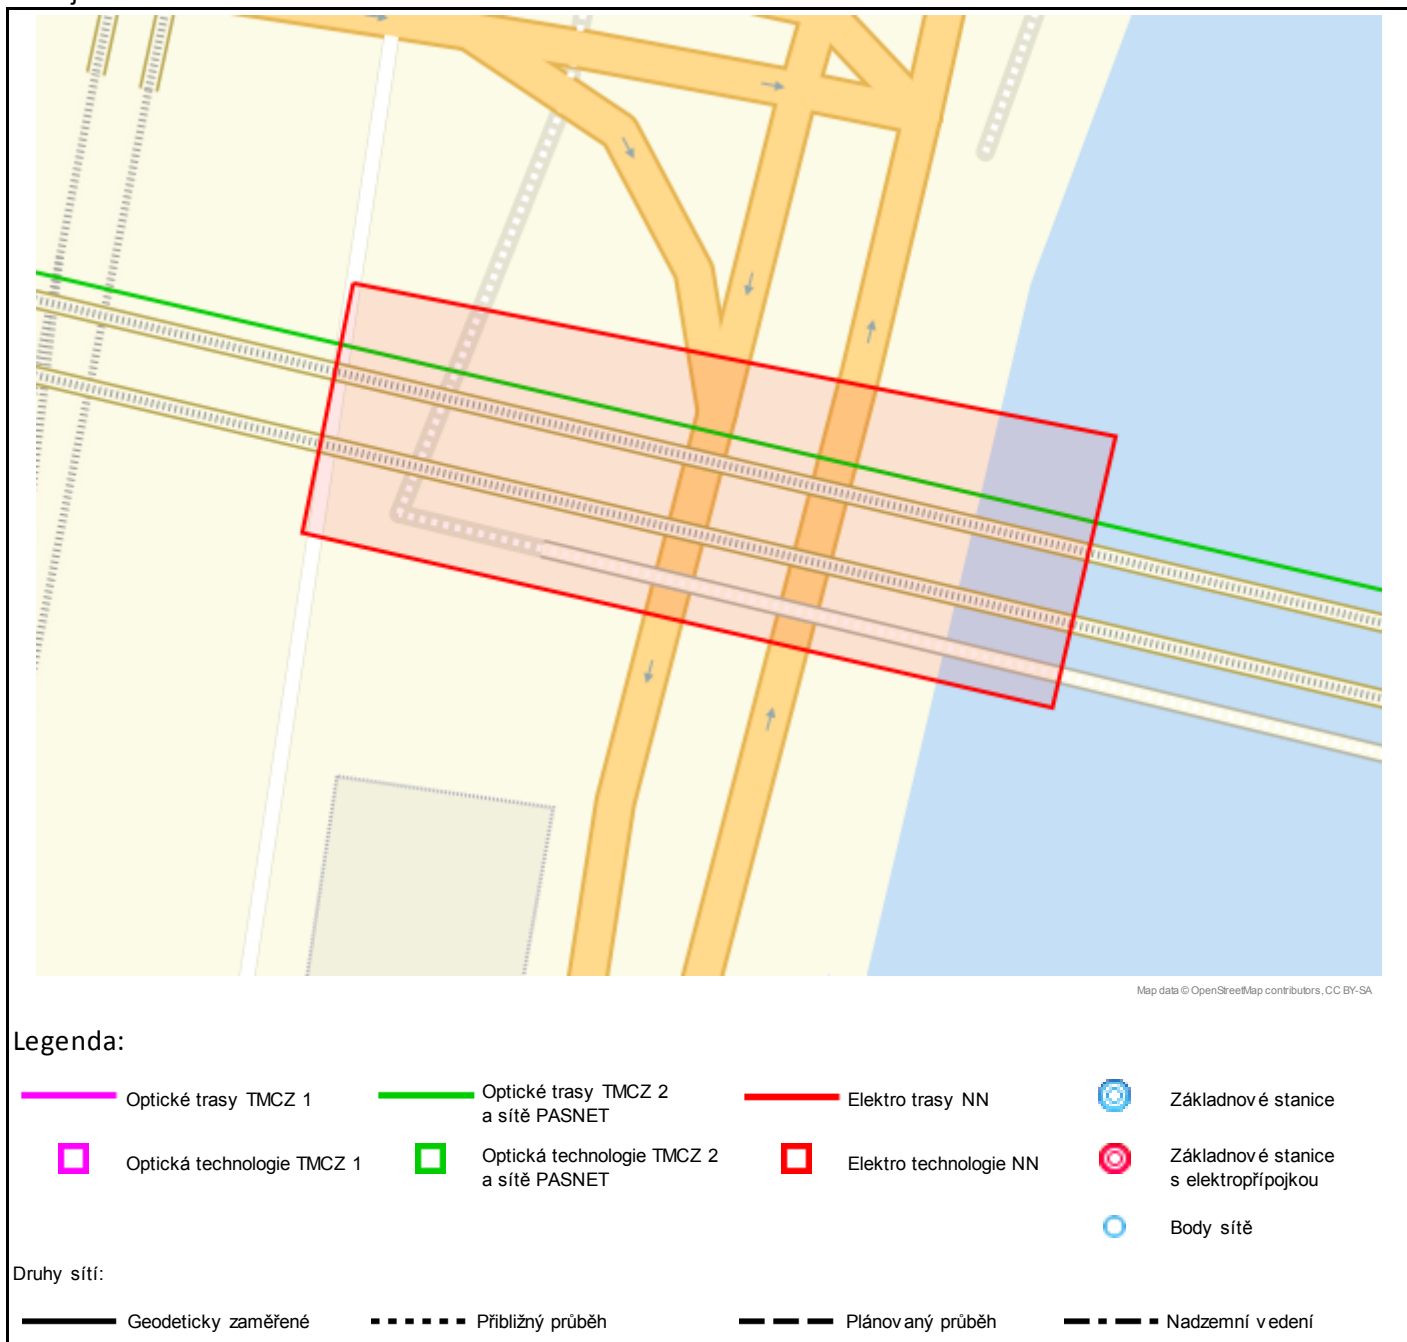 Map data © OpenStreetMap contributors, CC BY-SA
Legenda:
Optické trasy TMCZ 1
Optické trasy TMCZ 2
a sítě PASNET
Elektro trasy NN
Základnové stanice
Optická technologie TMCZ 1
Optická technologie TMCZ 2
a sítě PASNET
Elektro technologie NN
Základnové stanice
s elektropřípojkou
Body sítě
Druhy sítí:
Geodeticky zaměřené
Přibližný průběh
Plánovaný průběh
Nadzemní vedení